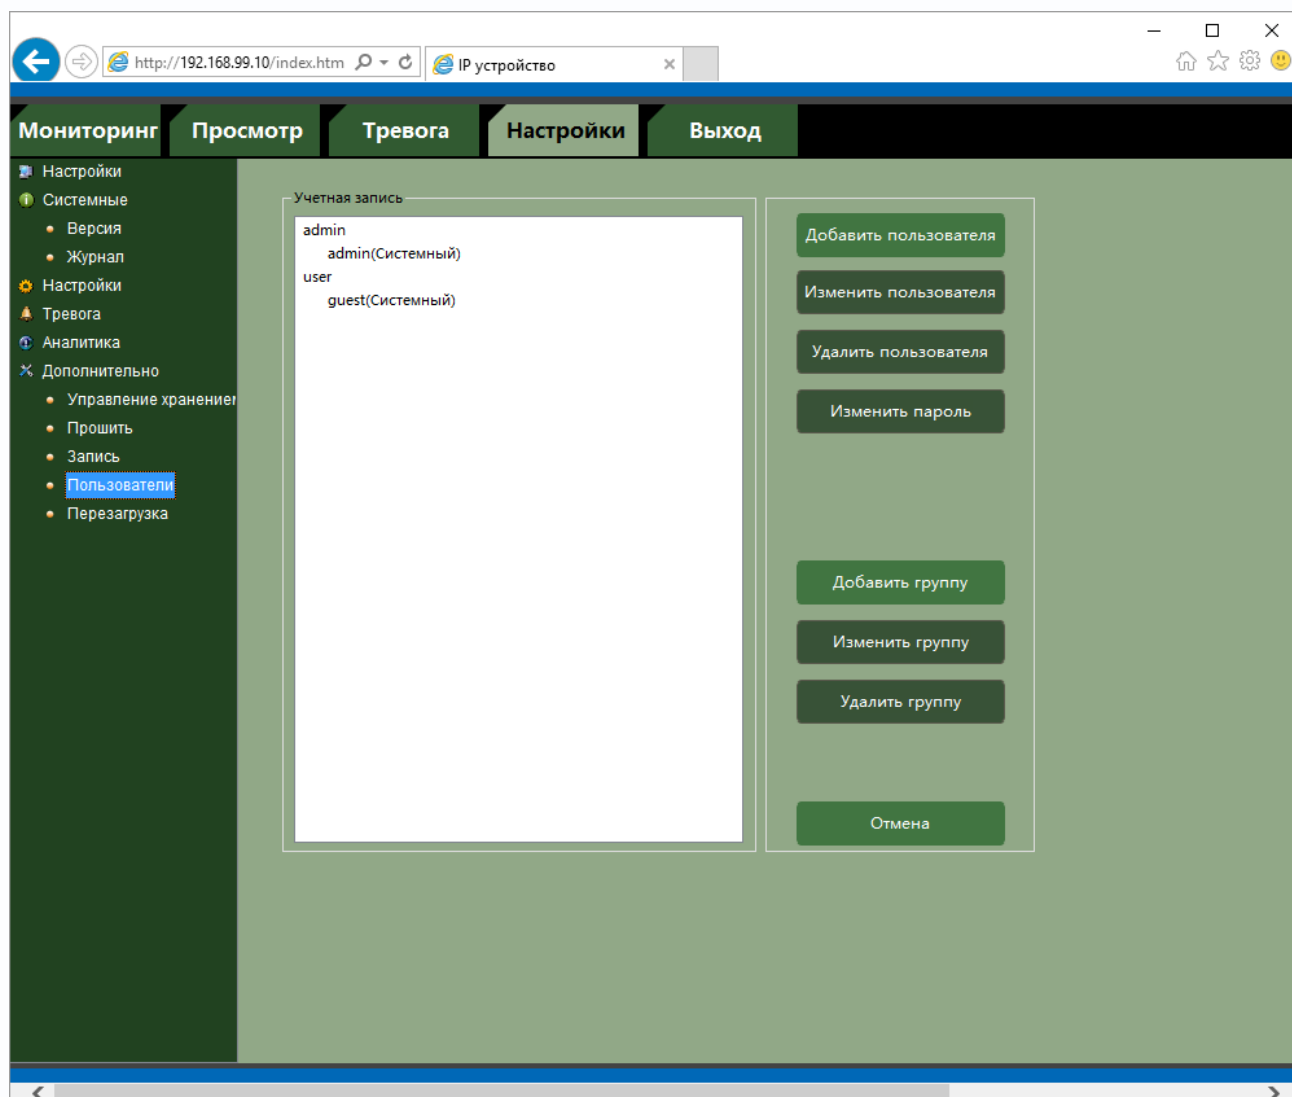 http://192.168.99.10/index.htm
IP устройство
Мониторинг
Просмотр
Тревога
Настройки
Выход
Настройки
Системные
Версия
Журнал
Настройки
Тревога
Аналитика
Дополнительно
Управление хранением
Прошить
Запись
Пользователи
Перезагрузка
Учетная запись
admin
admin(Системный)
user
guest(Системный)
Добавить пользователя
Изменить пользователя
Удалить пользователя
Изменить пароль
Добавить группу
Изменить группу
Удалить группу
Отмена